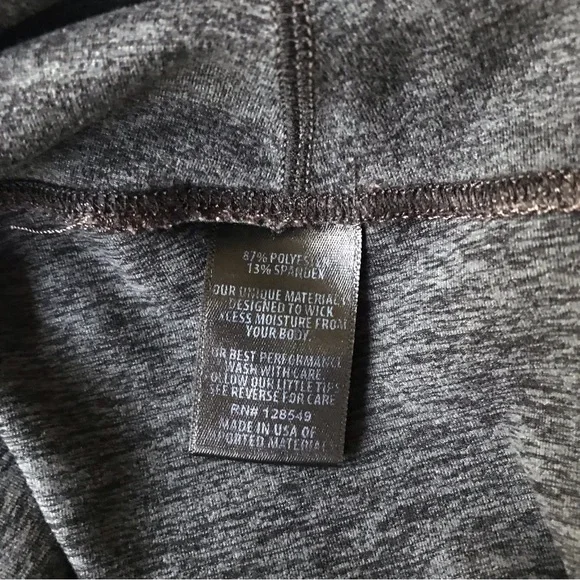 87% POLYESTER
13% SPANDEX
OUR UNIQUE MATERIAL IS
DESIGNED TO WICK
EXCESS MOISTURE FROM
YOUR BODY.
FOR BEST PERFORMANCE
WASH WITH CARE
FOLLOW OUR LITTLE TIPS
SEE REVERSE FOR CARE
RN# 128549
MADE IN USA OF
IMPORTED MATERIAL